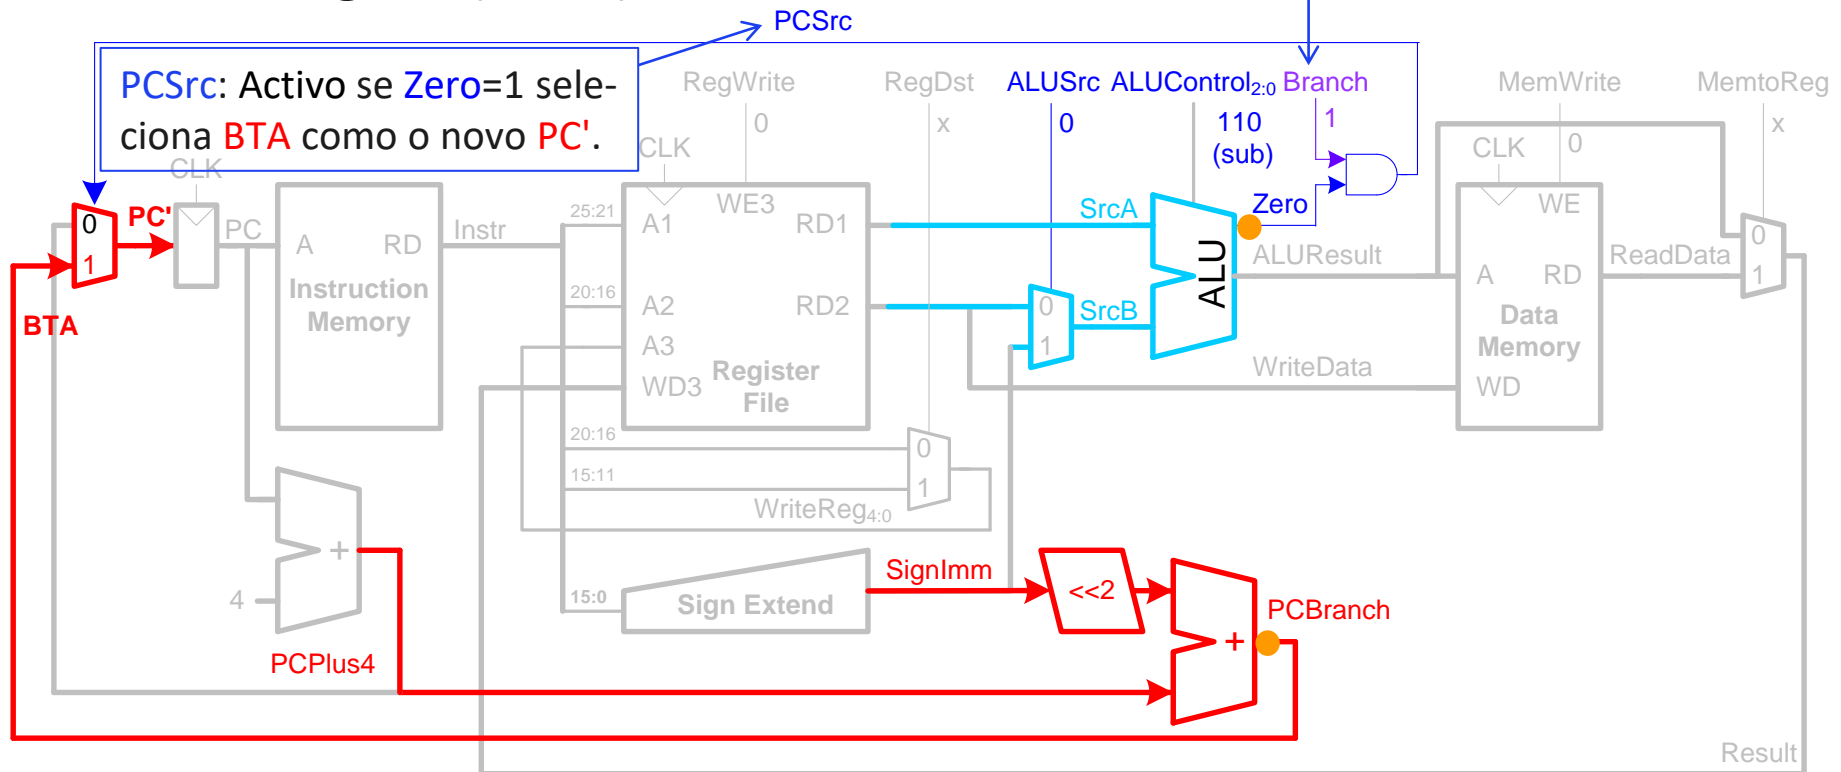 PCSrc
PCSrc: Activo se Zero=1 sele-
ciona BTA como o novo PC'.
RegWrite
0
RegDst
x
ALUSrc
0
ALUControl2:0
110
(sub)
Branch
1
MemWrite
0
MemtoReg
x
CLK
CLK
CLK
0
1
PC'
PC
BTA
A
RD
Instruction
Memory
Instr
25:21
20:16
A1
A2
A3
WD3
WE3
RD1
RD2
Register
File
20:16
15:11
0
1
WriteReg4:0
15:0
Sign Extend
SignImm
<<2
0
1
SrcA
SrcB
ALU
Zero
ALUResult
WriteData
WE
A
RD
Data
Memory
WD
ReadData
0
1
4
+
PCPlus4
+
PCBranch
Result